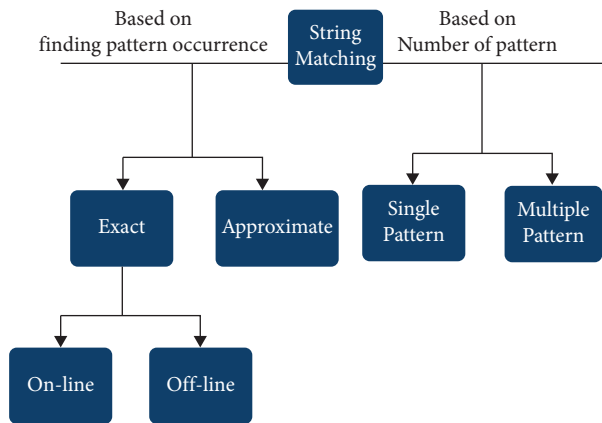 Based on
finding pattern occurrence
String
Matching
Based on
Number of pattern
Exact
Approximate
Single
Pattern
Multiple
Pattern
On-line
Off-line